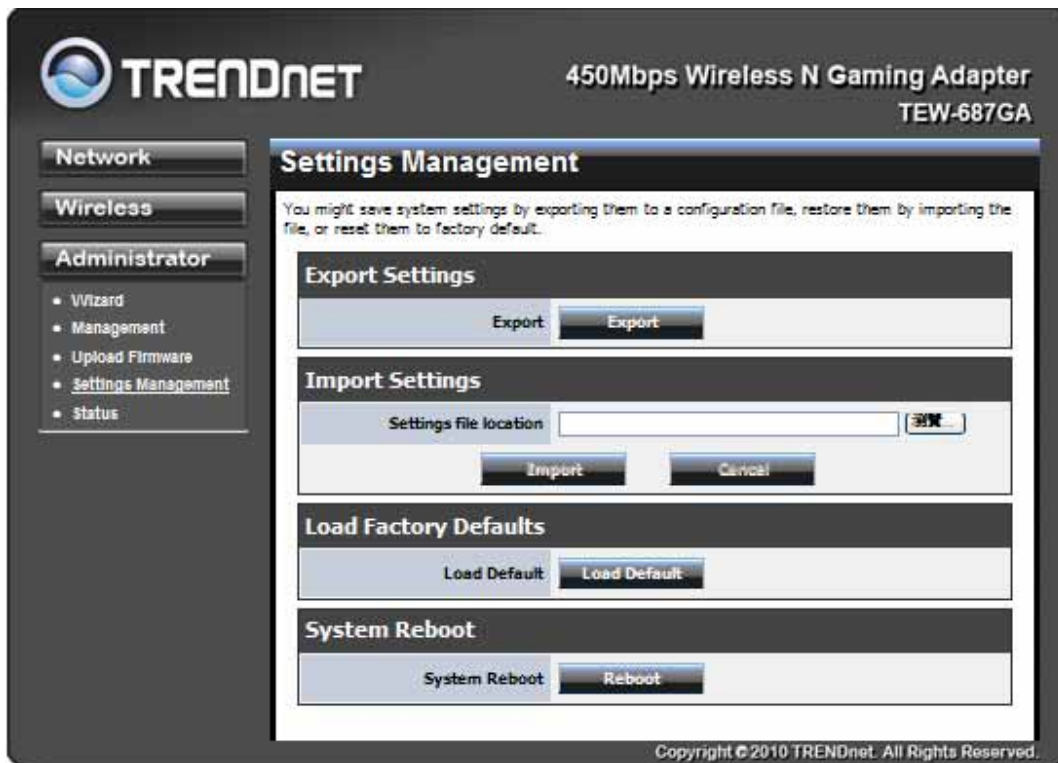 TRENDNET
450Mbps Wireless N Gaming Adapter
TEW-687GA
Network
Wireless
Administrator
Wizard
Management
Upload Firmware
Settings Management
Status
Settings Management
You might save system settings by exporting them to a configuration file, restore them by importing the
file, or reset them to factory default.
Export Settings
Export
Export
Import Settings
Settings file location
瀏覽...
Import
Cancel
Load Factory Defaults
Load Default
Load Default
System Reboot
System Reboot
Reboot
Copyright © 2010 TRENDnet. All Rights Reserved.